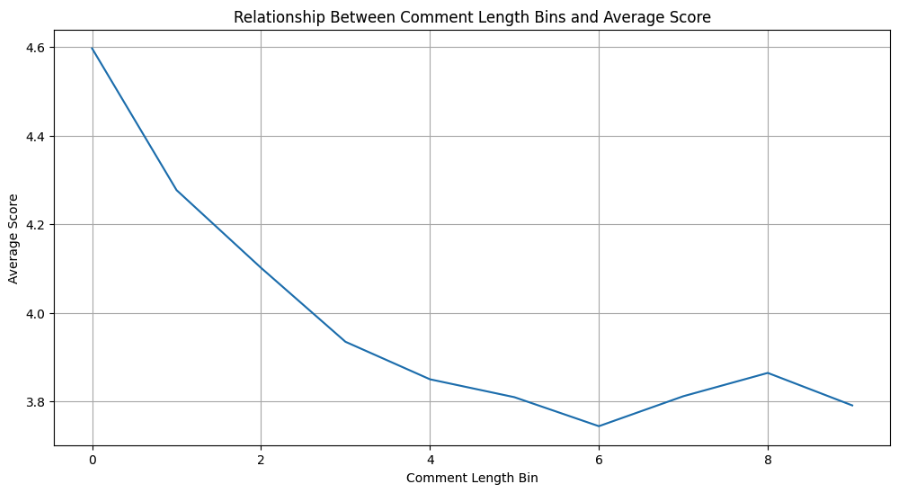 Relationship Between Comment Length Bins and Average Score
4.6
4.4
4.2
4.0
3.8
Average Score
0 2 4 6 8
Comment Length Bin